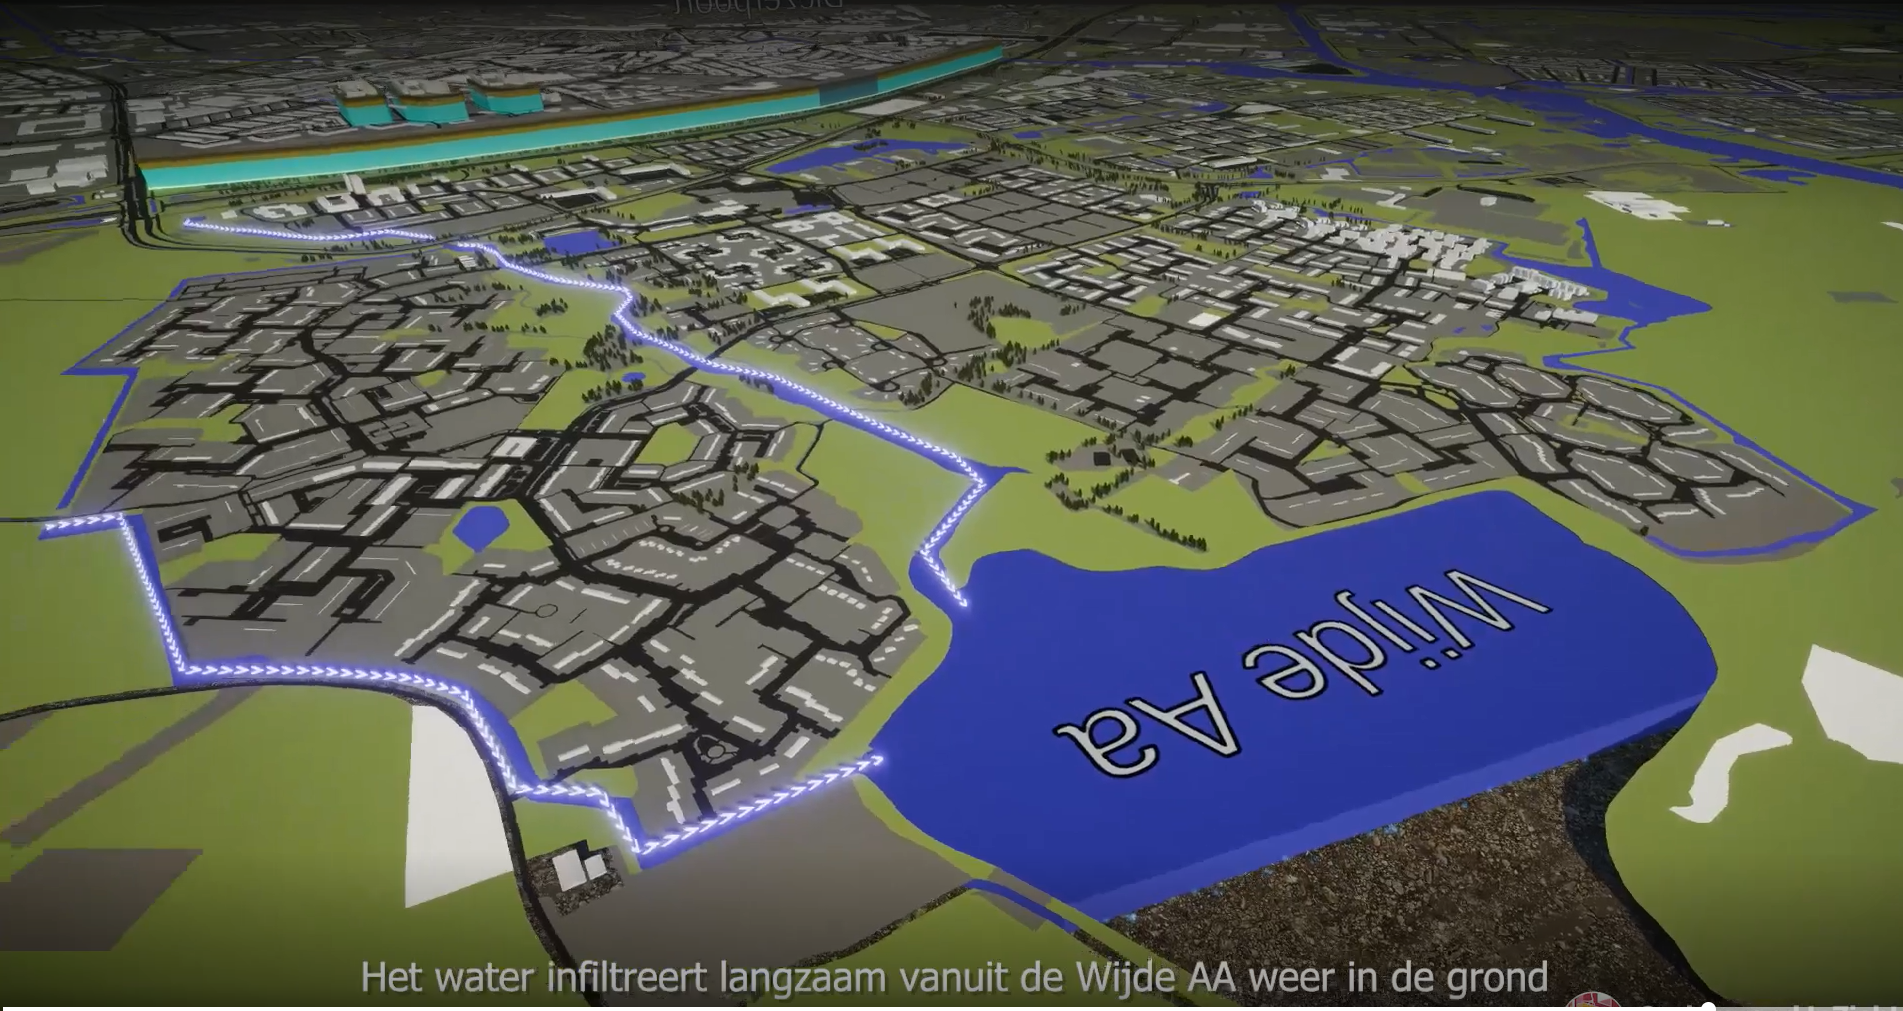 Wijde Aa
Het water infiltreert langzaam vanuit de Wijde AA weer in de grond